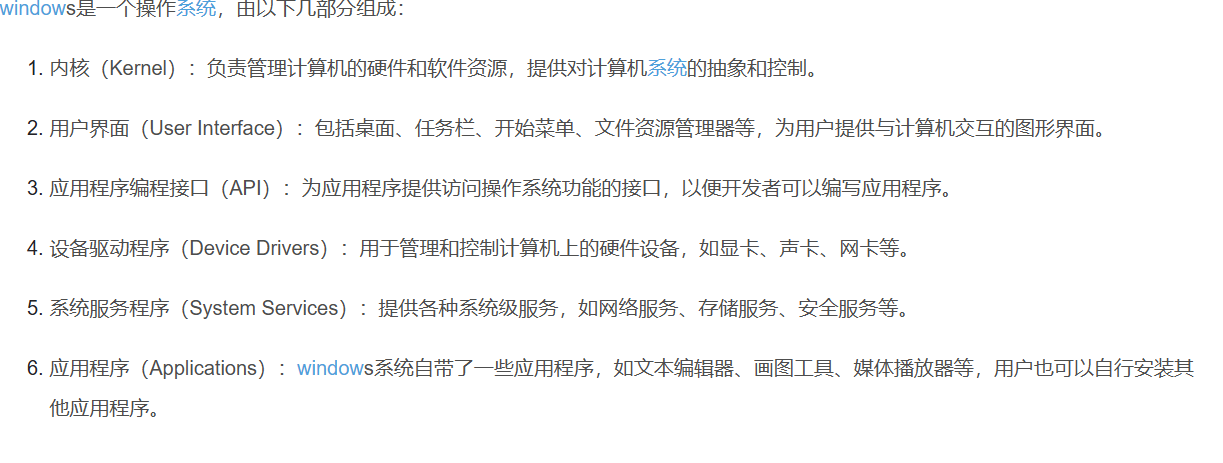 windows是一个操作系统，由以下几部分组成：
1. 内核（Kernel）：负责管理计算机的硬件和软件资源，提供对计算机系统的抽象和控制。
2. 用户界面（User Interface）：包括桌面、任务栏、开始菜单、文件资源管理器等，为用户提供与计算机交互的图形界面。
3. 应用程序编程接口（API）：为应用程序提供访问操作系统功能的接口，以便开发者可以编写应用程序。
4. 设备驱动程序（Device Drivers）：用于管理和控制计算机上的硬件设备，如显卡、声卡、网卡等。
5. 系统服务程序（System Services）：提供各种系统级服务，如网络服务、存储服务、安全服务等。
6. 应用程序（Applications）：windows系统自带了一些应用程序，如文本编辑器、画图工具、媒体播放器等，用户也可以自行安装其
他应用程序。